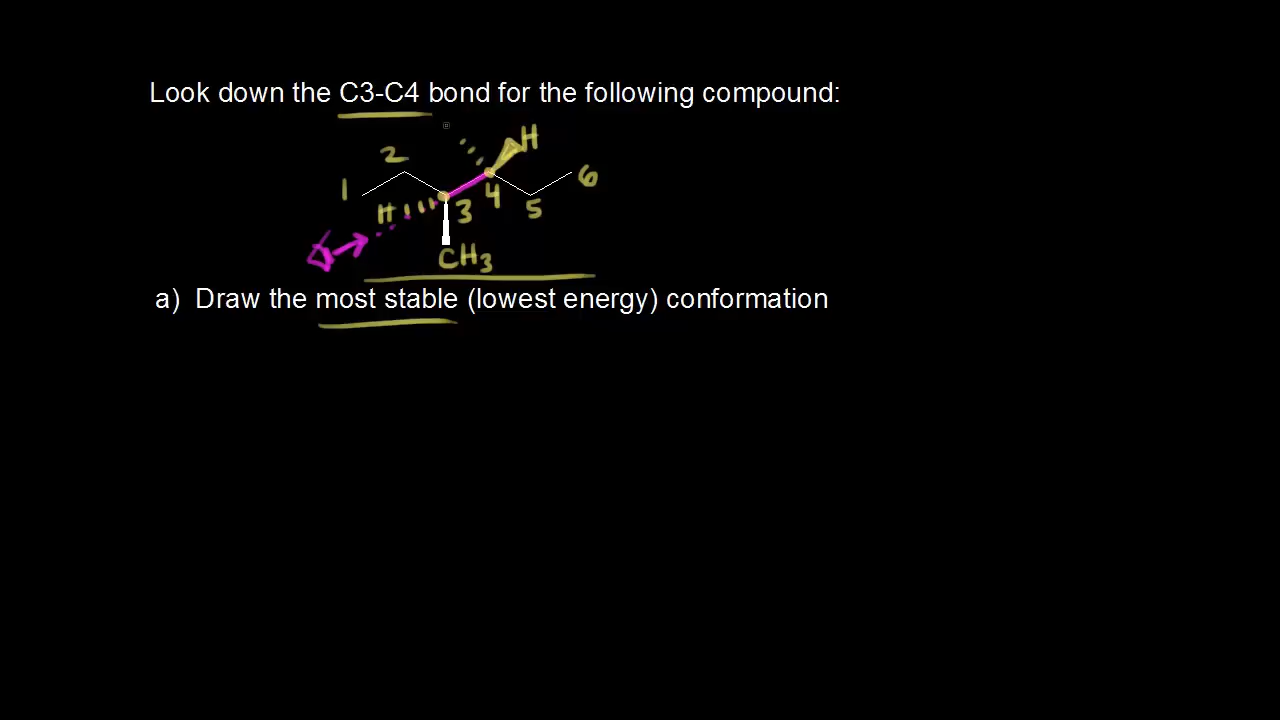 Look down the C3-C4 bond for the following compound:
H
2
1
6
4
H
3
5
CH3
a) Draw the most stable (lowest energy) conformation